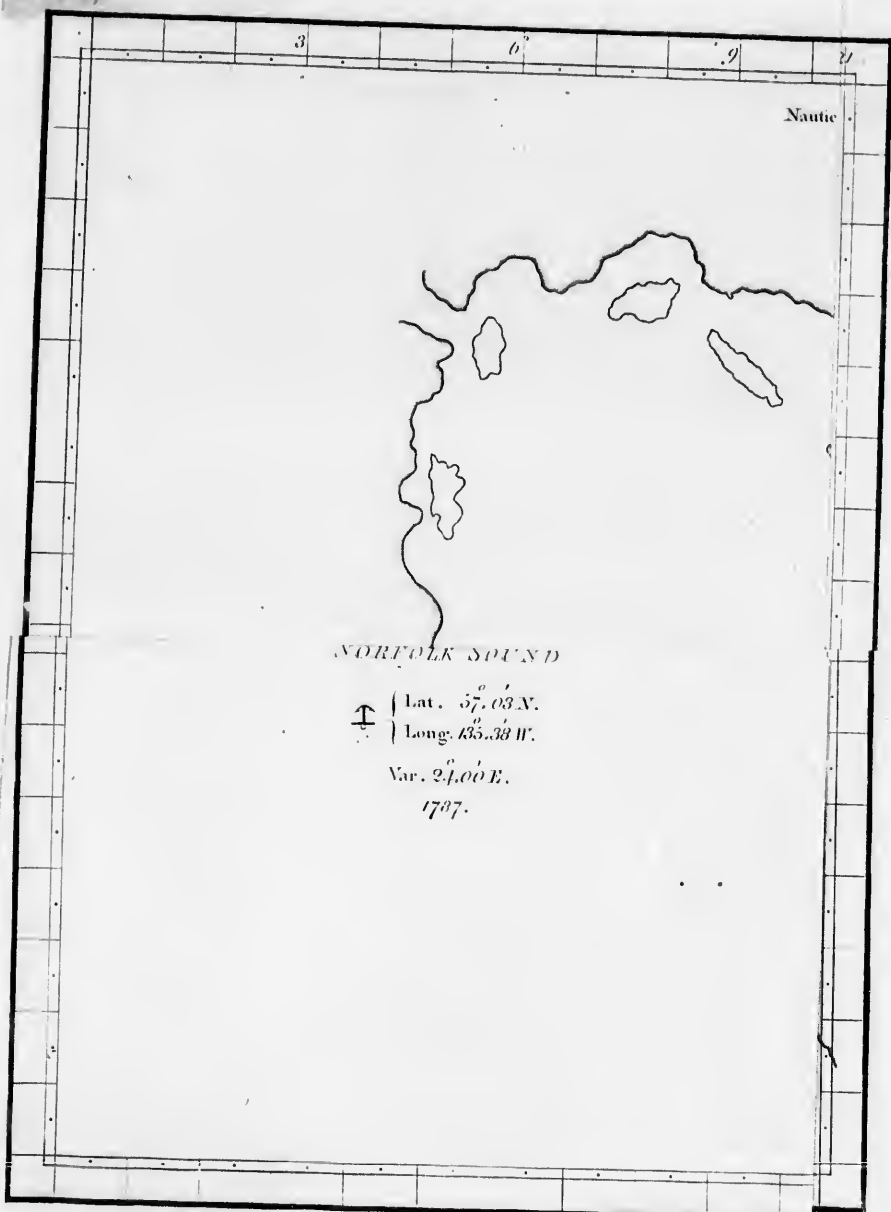 3 6 9
Nautic
NORFOLK SOUND
Lat. 57°.03' N.
Long. 135°.38' W.
Var. 24°.00' E.
1787.